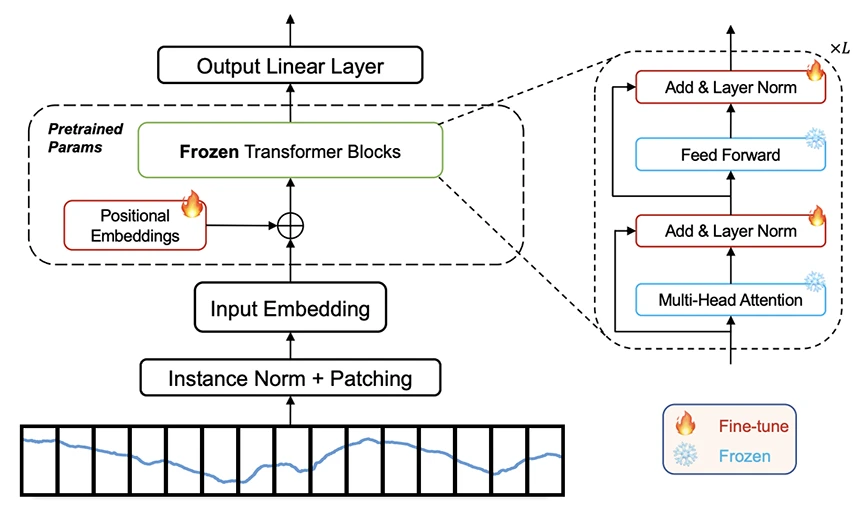 Output Linear Layer
Pretrained
Params
Frozen Transformer Blocks
Positional
Embeddings
Input Embedding
Instance Norm + Patching
×L
Add & Layer Norm
Feed Forward
Add & Layer Norm
Multi-Head Attention
Fine-tune
Frozen